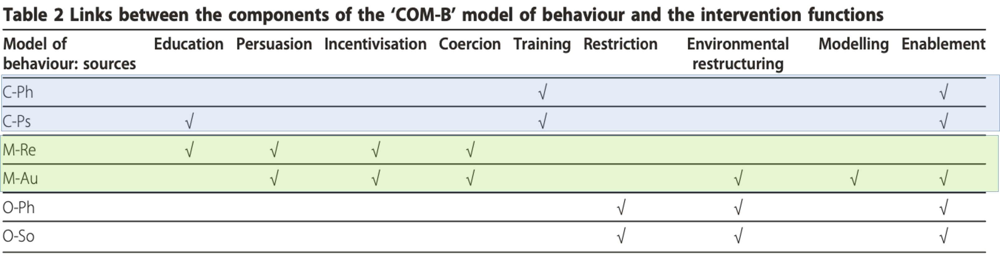 Table 2 Links between the components of the ‘COM-B’ model of behaviour and the intervention functions
Model of behaviour: sources Education Persuasion Incentivisation Coercion Training Restriction Environmental restructuring Modelling Enablement
C-Ph √ √
C-Ps √ √ √
M-Re √ √ √ √
M-Au √ √ √ √ √ √
O-Ph √ √ √
O-So √ √ √